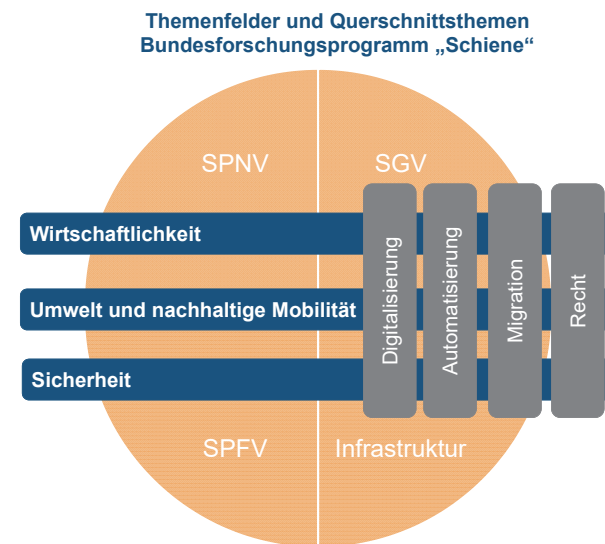 Themenfelder und Querschnittsthemen
Bundesforschungsprogramm „Schiene“
SPNV
SGV
Wirtschaftlichkeit
Umwelt und nachhaltige Mobilität
Sicherheit
Digitalisierung
Automatisierung
Migration
Recht
SPFV
Infrastruktur